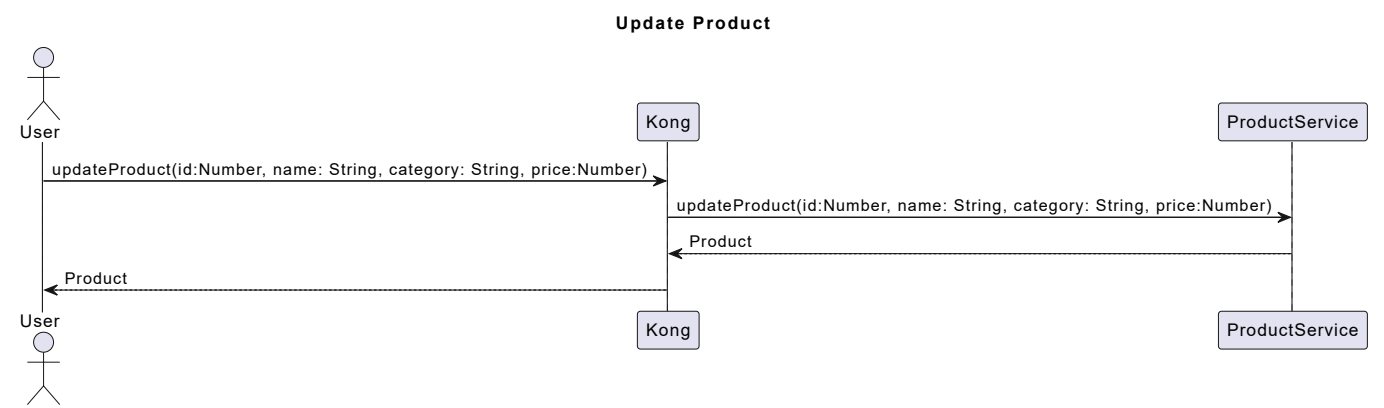 Update Product
User
Kong
ProductService
updateProduct(id:Number, name: String, category: String, price:Number)
updateProduct(id:Number, name: String, category: String, price:Number)
Product
Product
User
Kong
ProductService